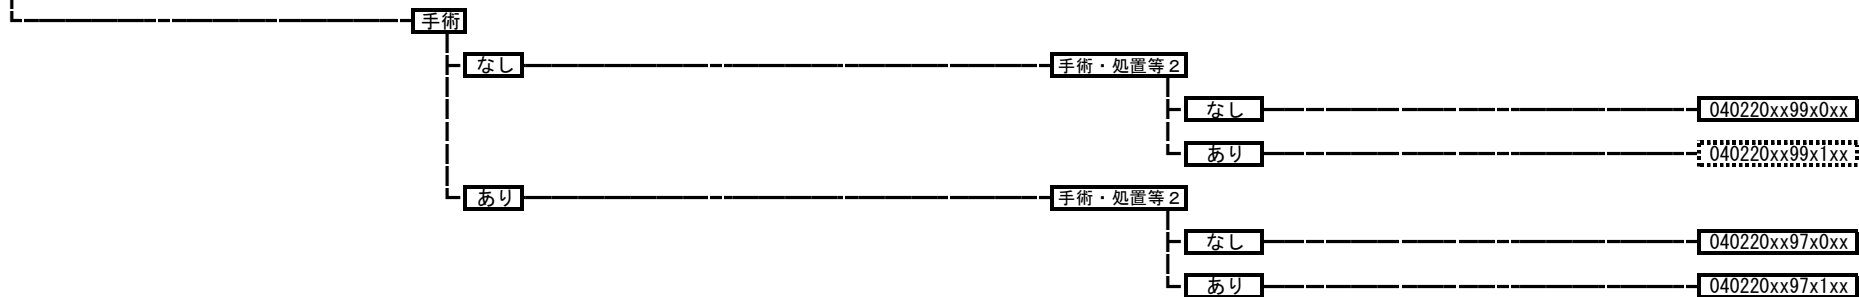 手術
なし 手術・処置等2
なし 040220xx99x0xx
あり 040220xx99x1xx
あり 手術・処置等2
なし 040220xx97x0xx
あり 040220xx97x1xx